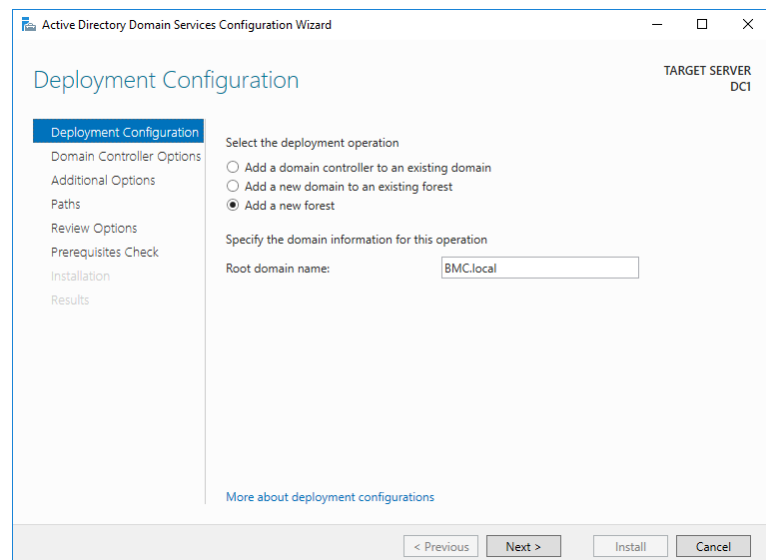 Active Directory Domain Services Configuration Wizard
Deployment Configuration
TARGET SERVER
DC1
Deployment Configuration
Domain Controller Options
Additional Options
Paths
Review Options
Prerequisites Check
Installation
Results
Select the deployment operation
Add a domain controller to an existing domain
Add a new domain to an existing forest
Add a new forest
Specify the domain information for this operation
Root domain name:
BMC.local
More about deployment configurations
< Previous
Next >
Install
Cancel